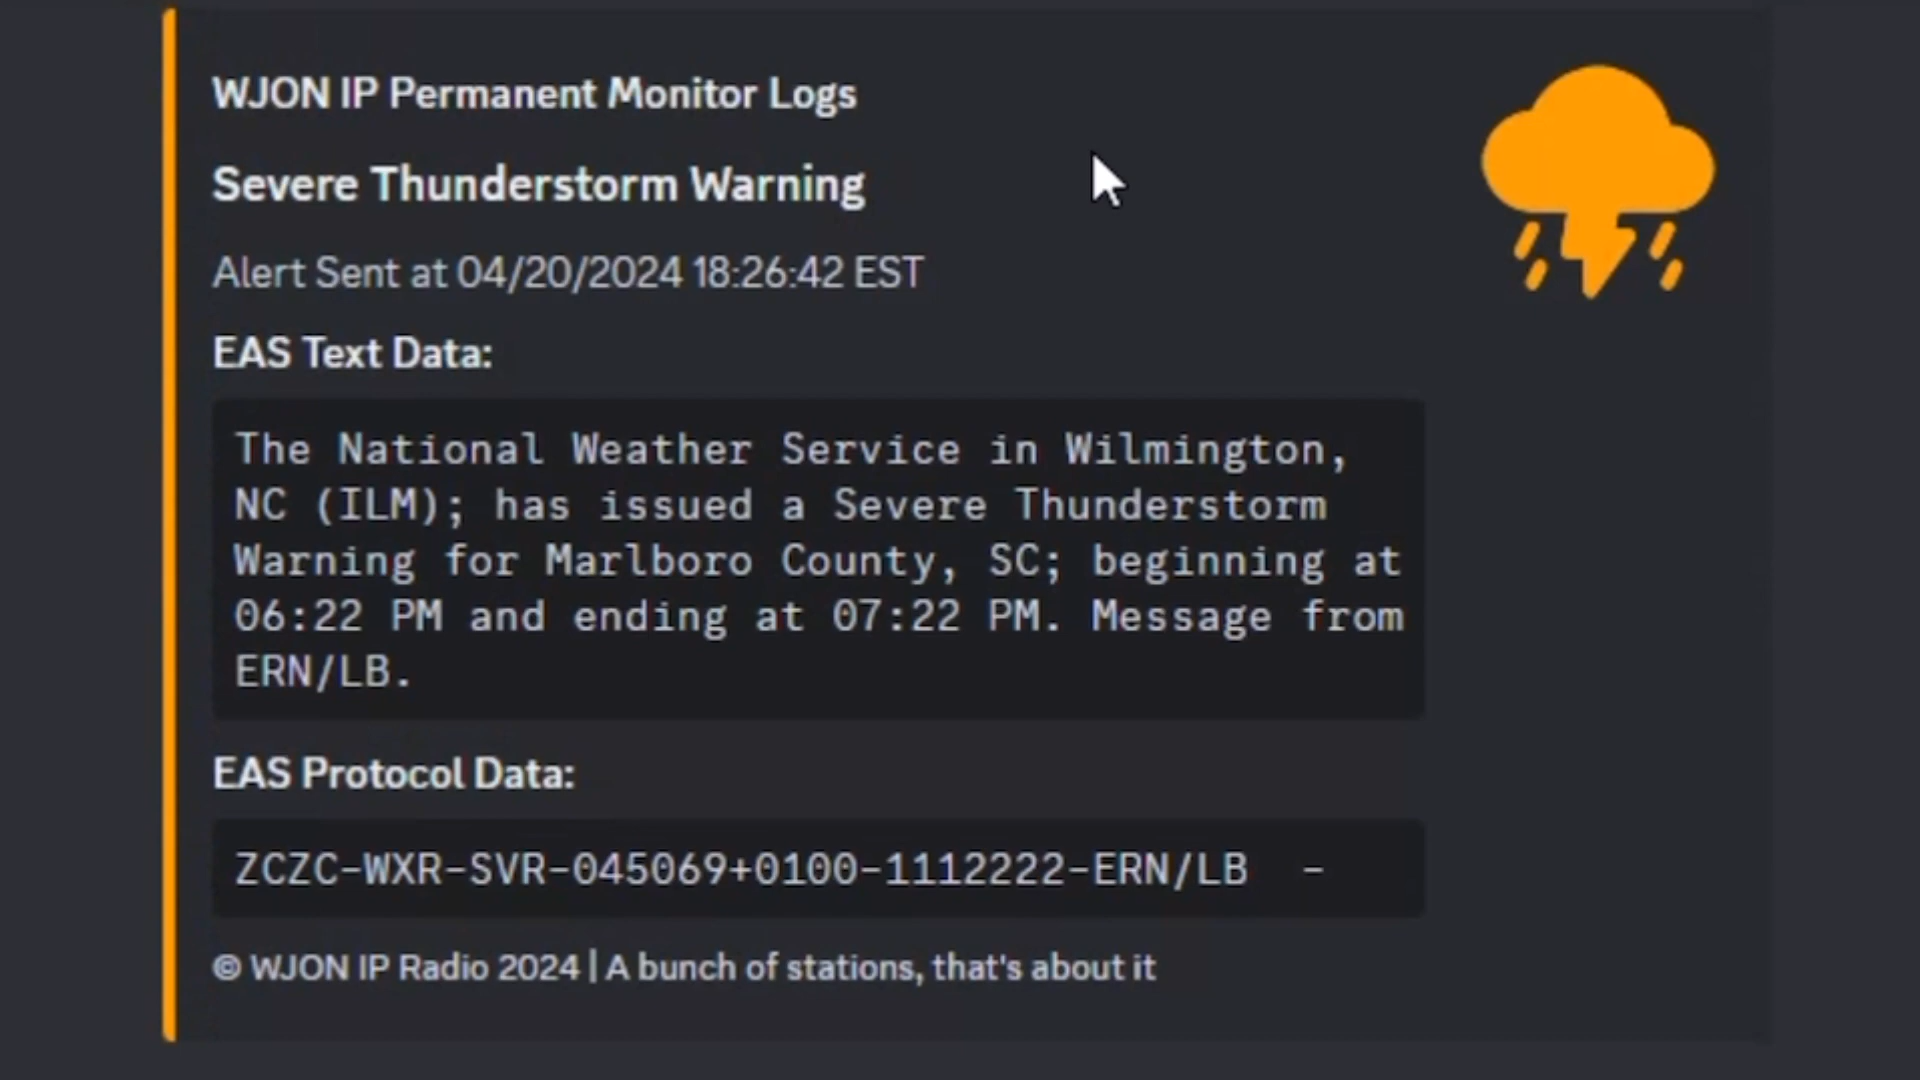 WJON IP Permanent Monitor Logs
Severe Thunderstorm Warning
Alert Sent at 04/20/2024 18:26:42 EST
EAS Text Data:
The National Weather Service in Wilmington,
NC (ILM); has issued a Severe Thunderstorm
Warning for Marlboro County, SC; beginning at
06:22 PM and ending at 07:22 PM. Message from
ERN/LB.
EAS Protocol Data:
ZCZC-WXR-SVR-045069+0100-1112222-ERN/LB  -
© WJON IP Radio 2024 | A bunch of stations, that's about it